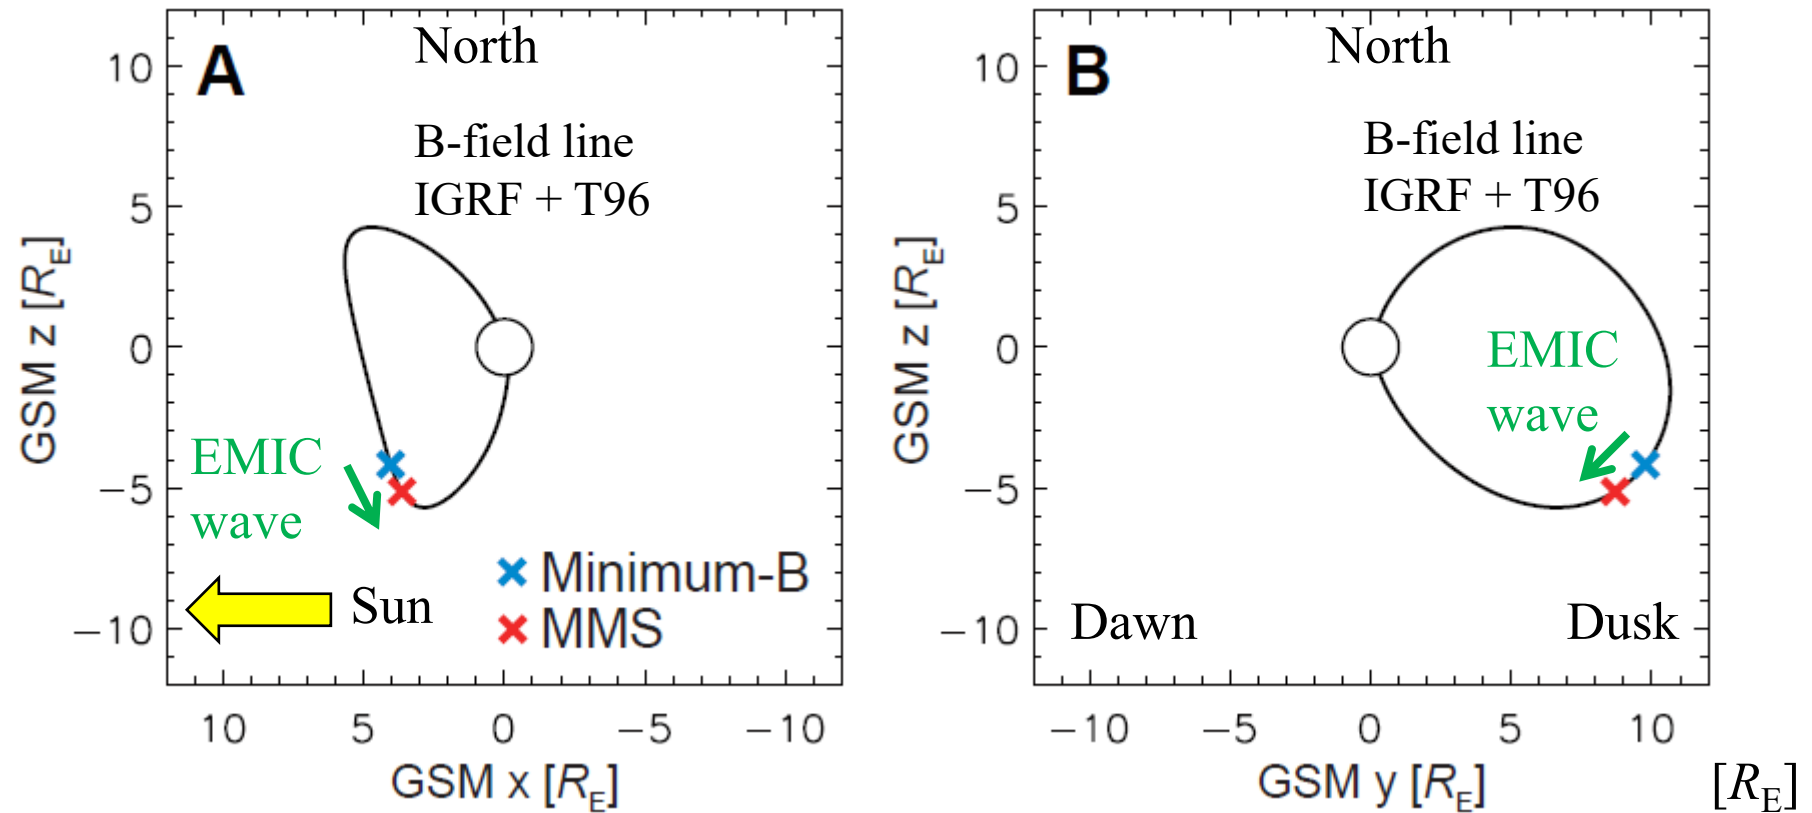 A
North
B-field line
IGRF + T96
10
5
0
−5
−10
GSM z [RE]
EMIC
wave
Sun
Minimum-B
MMS
10
5
0
−5
−10
GSM x [RE]
B
North
B-field line
IGRF + T96
10
5
0
−5
−10
GSM z [RE]
EMIC
wave
Dawn
Dusk
−10
−5
0
5
10
GSM y [RE]
[RE]